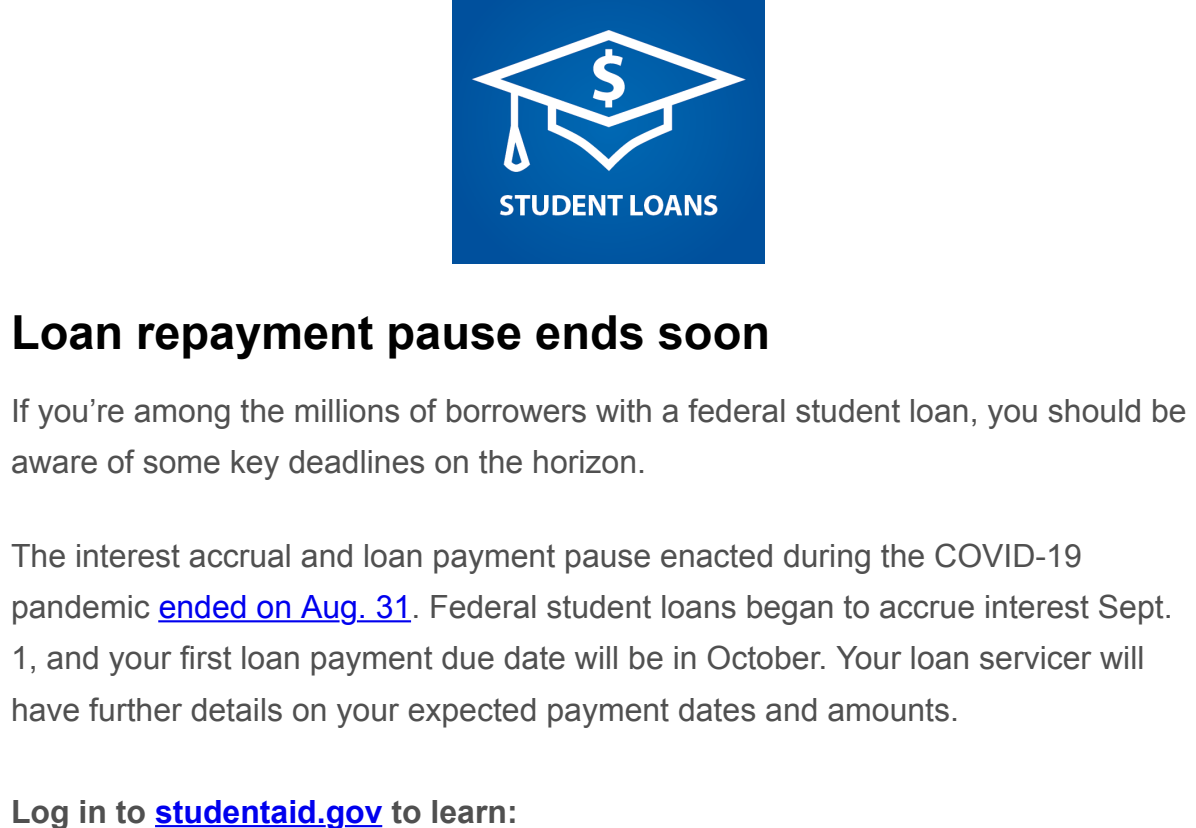 $
STUDENT LOANS
Loan repayment pause ends soon
If you’re among the millions of borrowers with a federal student loan, you should be
aware of some key deadlines on the horizon.
The interest accrual and loan payment pause enacted during the COVID-19
pandemic ended on Aug. 31. Federal student loans began to accrue interest Sept.
1, and your first loan payment due date will be in October. Your loan servicer will
have further details on your expected payment dates and amounts.
Log in to studentaid.gov to learn: